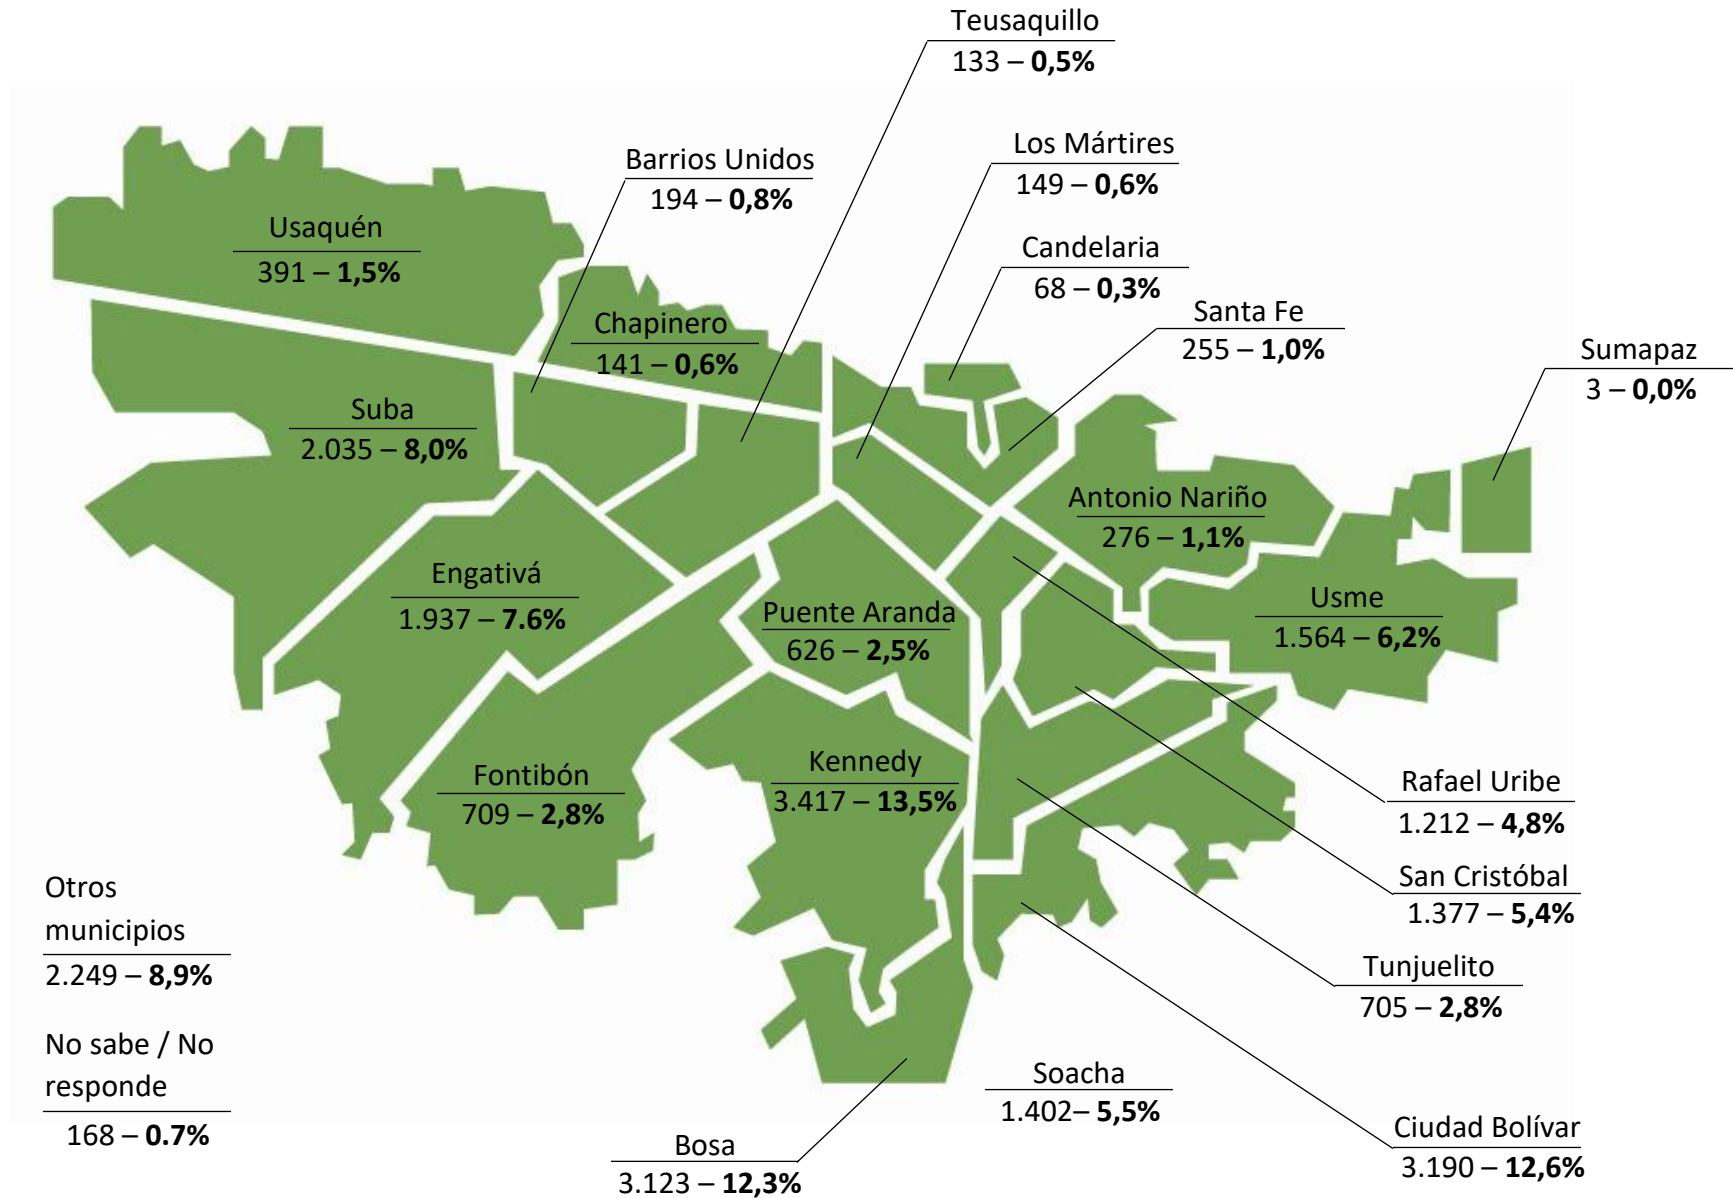 Teusaquillo
133 – 0,5%
Los Mártires
149 – 0,6%
Barrios Unidos
194 – 0,8%
Usaquén
391 – 1,5%
Candelaria
68 – 0,3%
Santa Fe
255 – 1,0%
Chapinero
141 – 0,6%
Sumapaz
3 – 0,0%
Suba
2.035 – 8,0%
Antonio Nariño
276 – 1,1%
Engativá
1.937 – 7.6%
Puente Aranda
626 – 2,5%
Usme
1.564 – 6,2%
Fontibón
709 – 2,8%
Kennedy
3.417 – 13,5%
Rafael Uribe
1.212 – 4,8%
San Cristóbal
1.377 – 5,4%
Otros
municipios
2.249 – 8,9%
Tunjuelito
705 – 2,8%
No sabe / No
responde
168 – 0.7%
Soacha
1.402– 5,5%
Bosa
3.123 – 12,3%
Ciudad Bolívar
3.190 – 12,6%